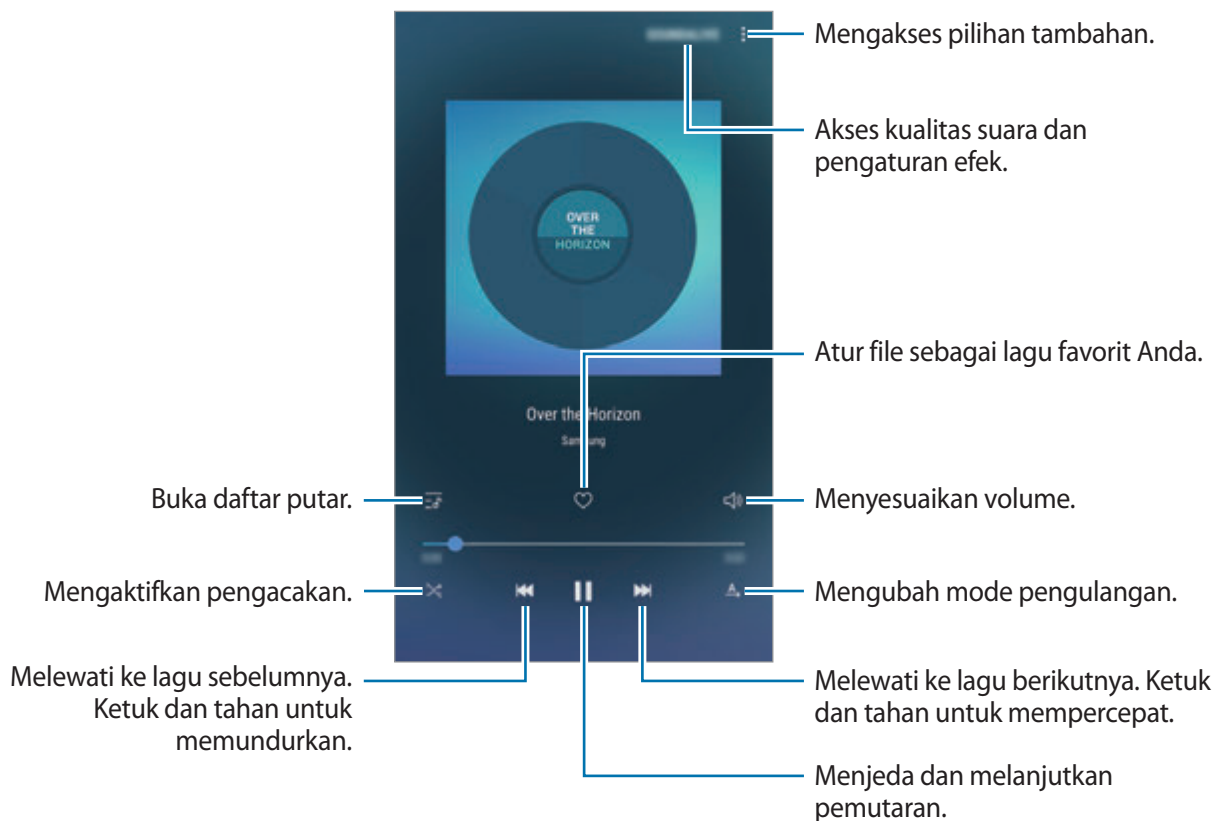 Mengakses pilihan tambahan.
Akses kualitas suara dan
pengaturan efek.
OVER
THE
HORIZON
Atur file sebagai lagu favorit Anda.
Over the Horizon
Samsung
Buka daftar putar.
Menyesuaikan volume.
Mengaktifkan pengacakan.
Mengubah mode pengulangan.
Melewati ke lagu sebelumnya.
Ketuk dan tahan untuk
memundurkan.
Melewati ke lagu berikutnya. Ketuk
dan tahan untuk mempercepat.
Menjeda dan melanjutkan
pemutaran.